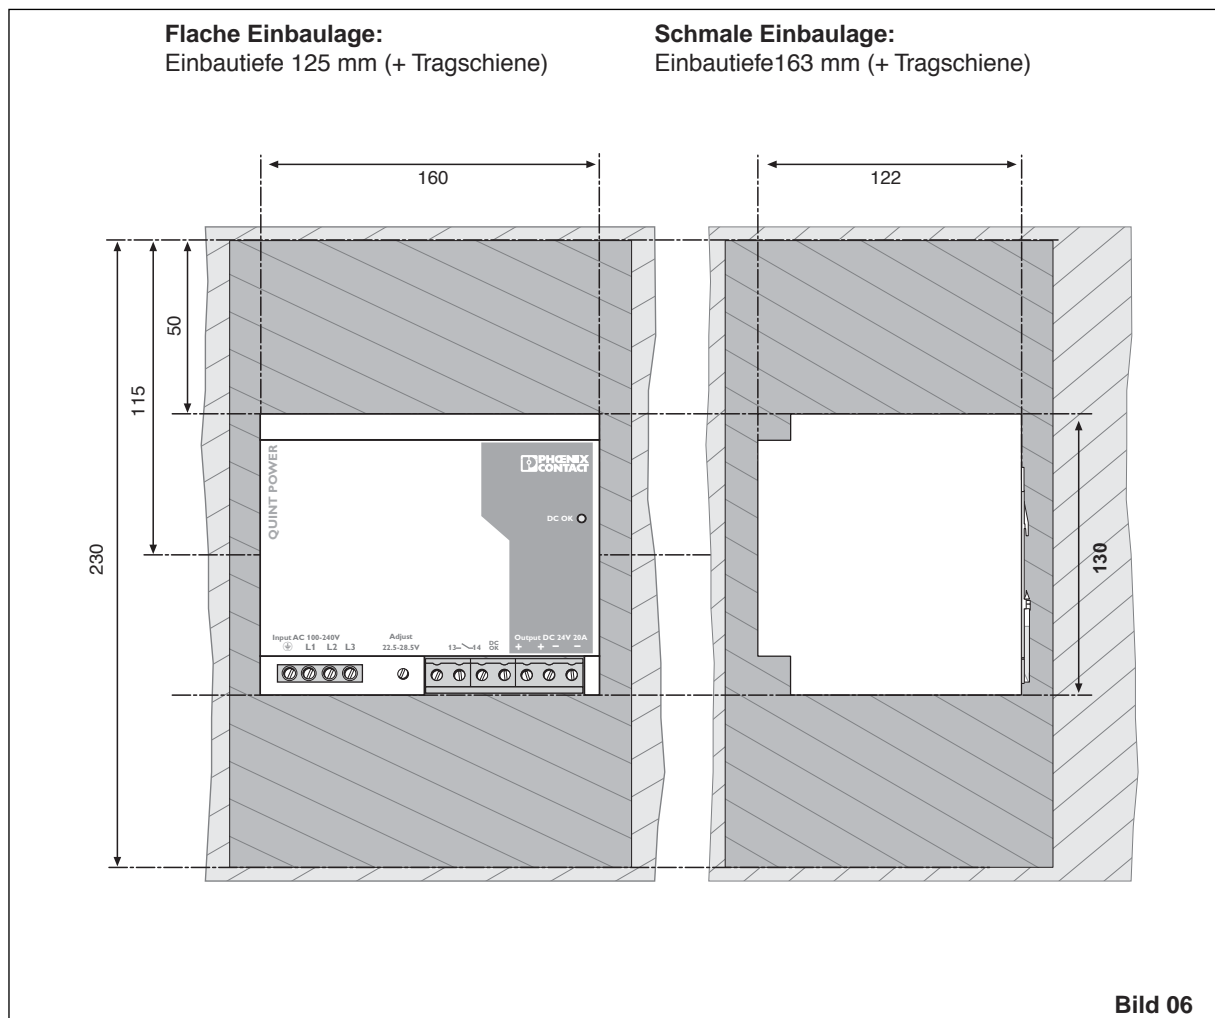 Flache Einbaulage:
Einbautiefe 125 mm (+ Tragschiene)
Schmale Einbaulage:
Einbautiefe163 mm (+ Tragschiene)
160
122
50
115
230
130
QUINT POWER
PHŒNIX
CONTACT
DC OK
Input AC 100-240V
L1 L2 L3
Adjust
22.5-28.5V
13 14
DC
OK
Output DC 24V 20A
+ + − −
Bild 06